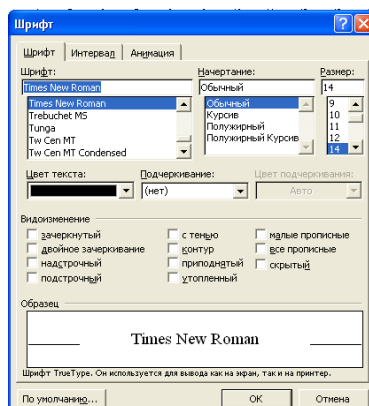 Шрифт
Шрифт Интервал Анимация
Шрифт: Начертание: Размер:
Times New Roman Обычный 14
Times New Roman Обычный 9
Trebuchet MS Курсив 10
Tunga Полужирный 11
Tw Cen MT Полужирный Курсив 12
Tw Cen MT Condensed 14
Цвет текста: Подчеркивание: Цвет подчеркивания:
(нет) Авто
Видоизменение
зачеркнутый с тенью малые прописные
двойное зачеркивание контур все прописные
надстрочный приподнятый скрытый
подстрочный утопленный
Образец
Times New Roman
Шрифт TrueType. Он используется для вывода как на экран, так и на принтер.
По умолчанию... ОК Отмена